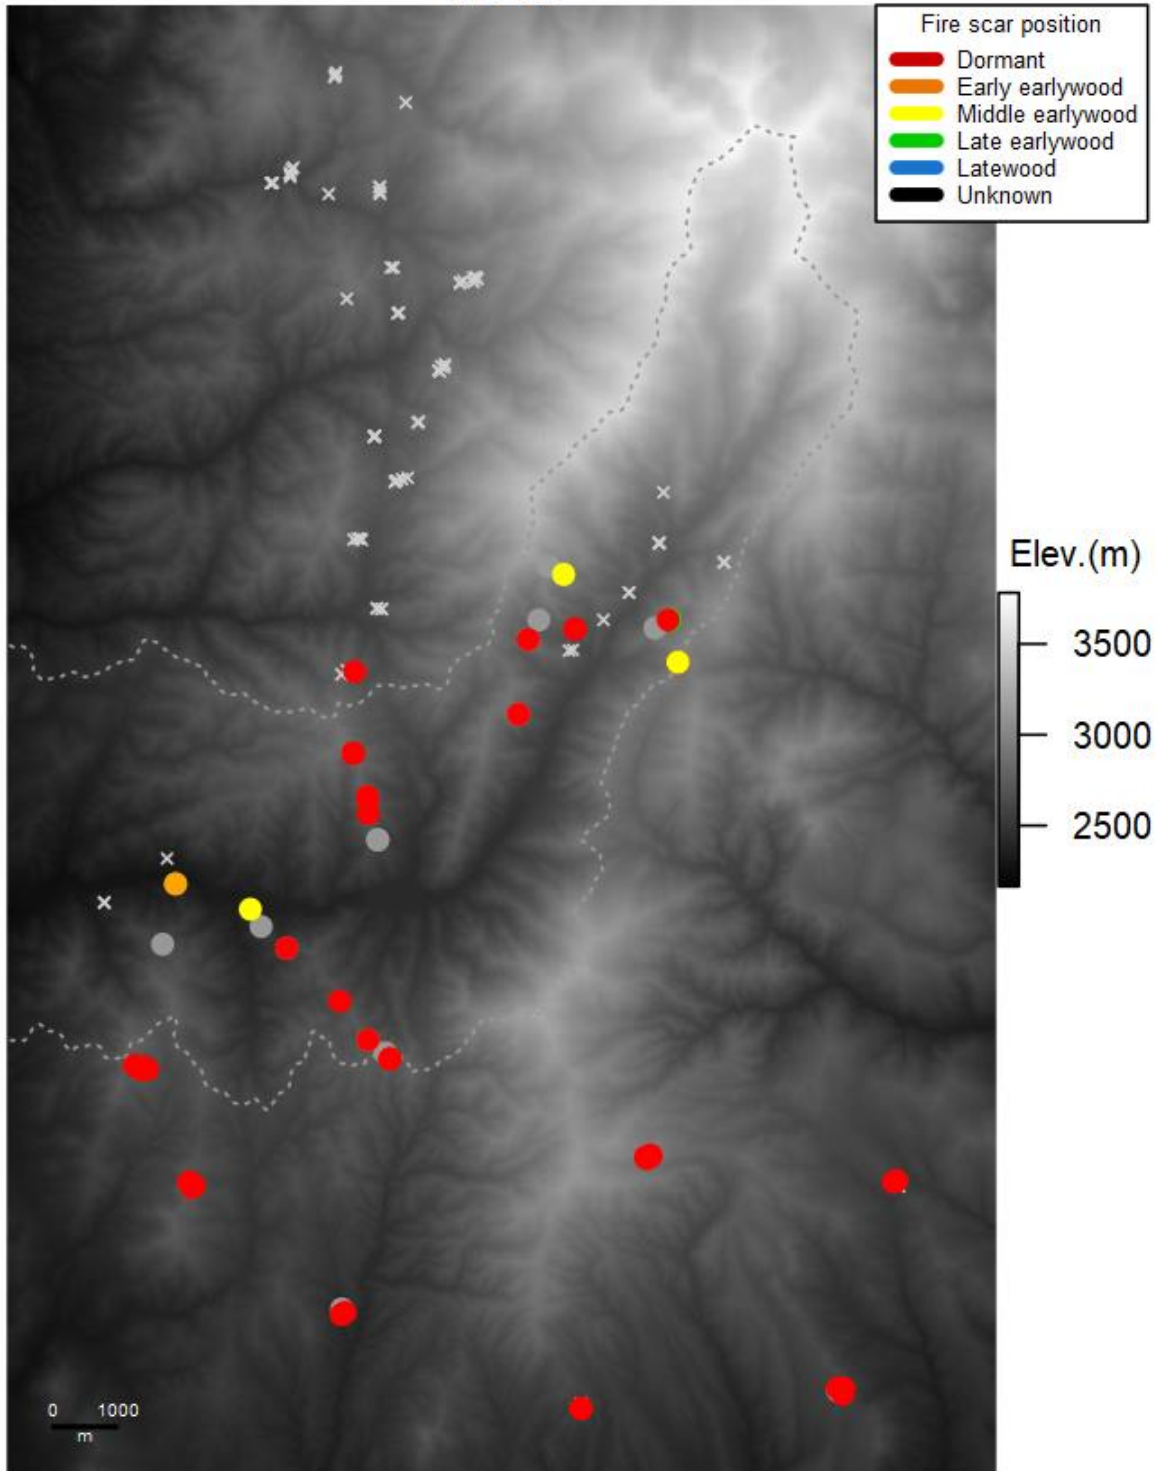 Fire scar position
Dormant
Early earlywood
Middle earlywood
Late earlywood
Latewood
Unknown
Elev.(m)
3500
3000
2500
0 1000
m